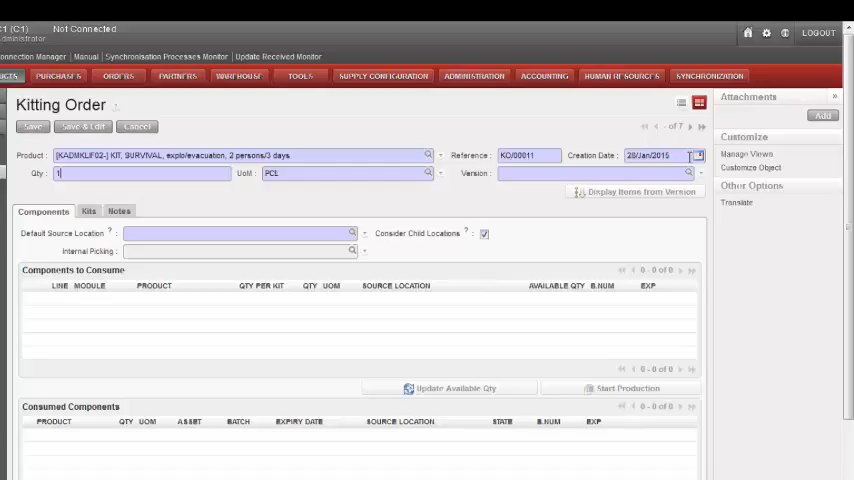 C1 (C1) Not Connected
dministrator
LOGOUT
onnection Manager | Manual | Synchronisation Processes Monitor | Update Received Monitor
CTS PURCHASES ORDERS PARTNERS WAREHOUSE TOOLS SUPPLY CONFIGURATION ADMINISTRATION ACCOUNTING HUMAN RESOURCES SYNCHRONIZATION
Kitting Order ?
Attachments »
Add
Save Save & Edit Cancel
- of 7
Customize
Manage Views
Customize Object
Other Options
Translate
Product : [KADMKLIF02-] KIT, SURVIVAL, explo/evacuation, 2 persons/3 days Reference : KO/00011 Creation Date : 28/Jan/2015
Qty : 1 UoM : PCE Version :
Display Items from Version
Components Kits Notes
Default Source Location ? : Consider Child Locations ? :
Internal Picking :
Components to Consume 0 - 0 of 0
LINE MODULE PRODUCT QTY PER KIT QTY UOM SOURCE LOCATION AVAILABLE QTY B.NUM EXP
0 - 0 of 0
Update Available Qty Start Production
Consumed Components 0 - 0 of 0
PRODUCT QTY UOM ASSET BATCH EXPIRY DATE SOURCE LOCATION STATE B.NUM EXP